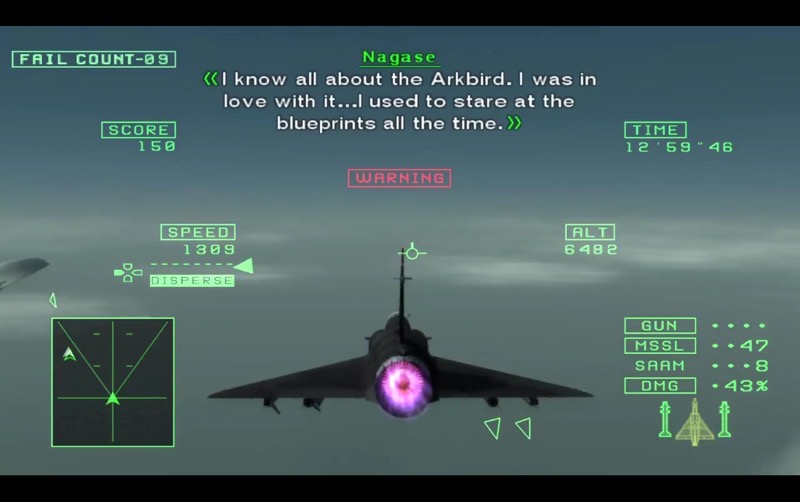 FAIL COUNT-09
Nagase
《I know all about the Arkbird. I was in
love with it...I used to stare at the
blueprints all the time.》
SCORE
150
TIME
12'59"46
WARNING
SPEED
1309
ALT
6482
DISPERSE
GUN ••••
MSSL ••47
SAAM •••8
DMG •43%